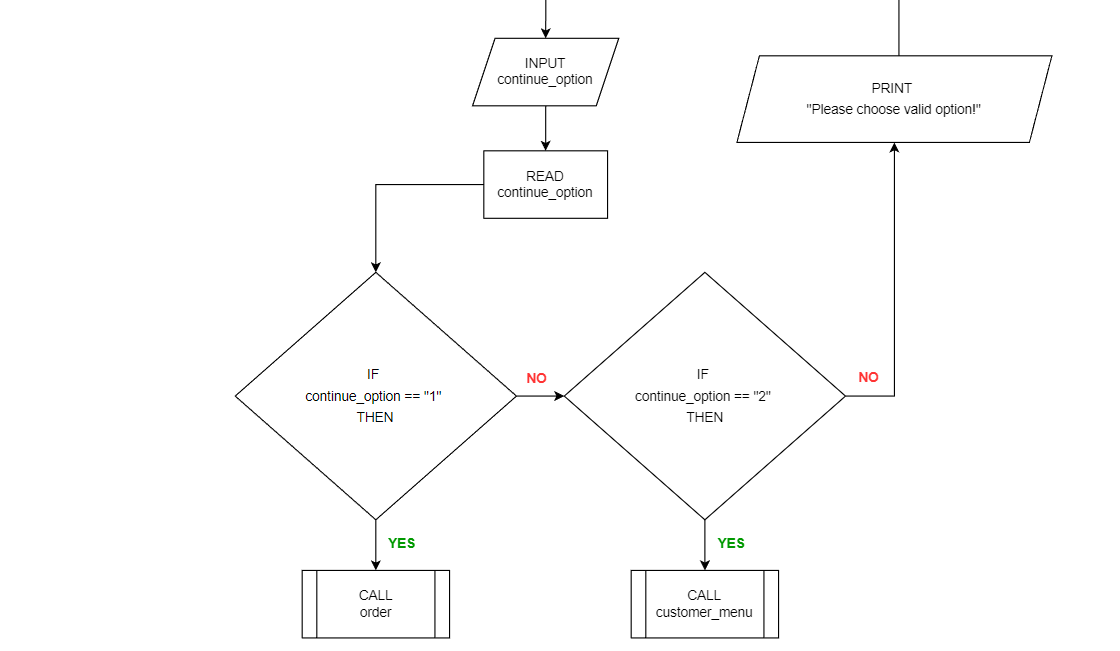 INPUT
continue_option
PRINT
"Please choose valid option!"
READ
continue_option
IF
continue_option == "1"
THEN
NO
IF
continue_option == "2"
THEN
NO
YES
YES
CALL
order
CALL
customer_menu